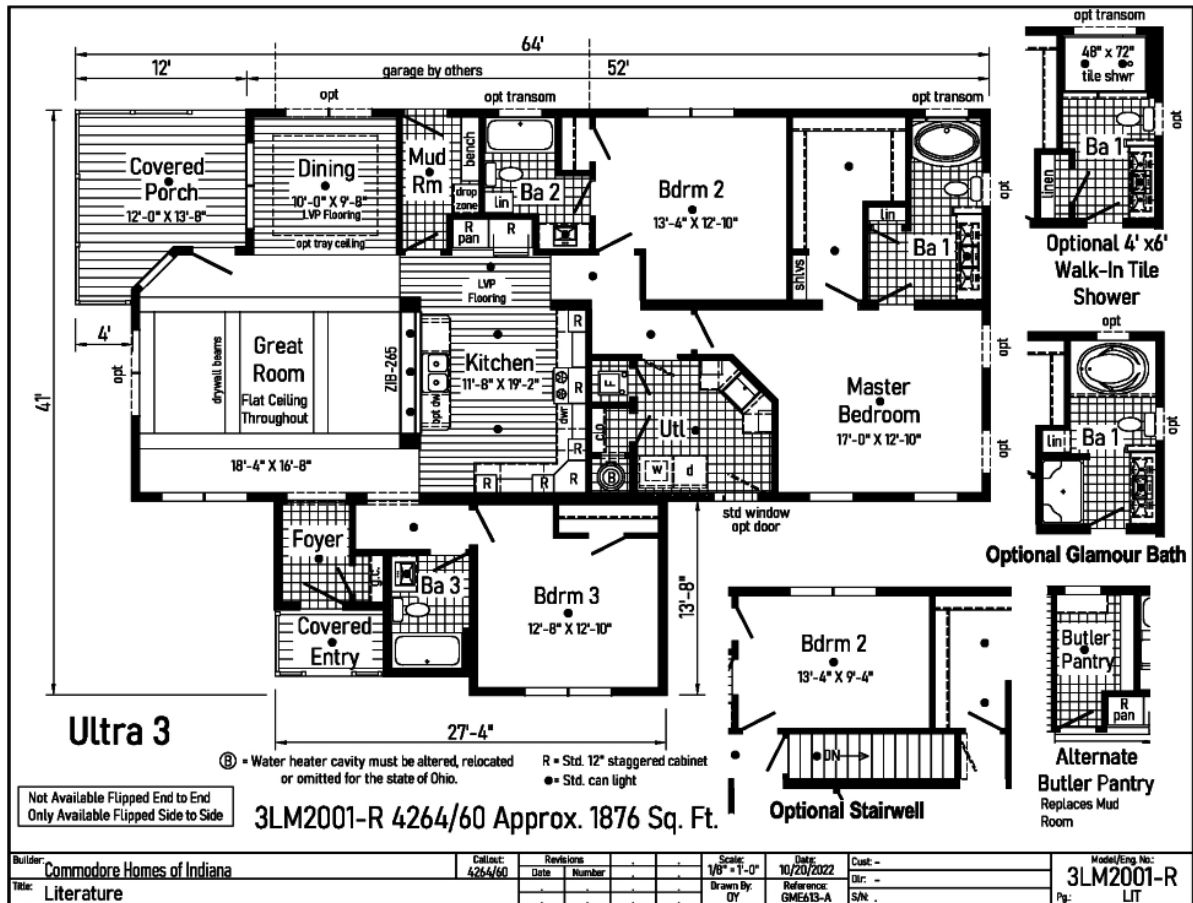 64'
12'
garage by others
52'
opt
opt transom
opt transom
Covered
Porch
12'-0" X 13'-8"
Dining
10'-0" X 9'-8"
LVP Flooring
opt tray ceiling
Mud
Rm
bench
drop
zone
lin
Ba 2
R
pan
R
Bdrm 2
13'-4" X 12'-10"
shlvs
lin
Ba 1
opt
4'
41'
opt
drywall beams
Great
Room
Flat Ceiling
Throughout
18'-4" X 16'-8"
ZIB-265
LVP
Flooring
Kitchen
11'-8" X 19'-2"
opt dw
dwr
R
R
R
R
R
R
R
F
clo
B
Utl
w
d
std window
opt door
Master
Bedroom
17'-0" X 12'-10"
opt
opt
Foyer
g.c.
Covered
Entry
Ba 3
Bdrm 3
12'-8" X 12'-10"
13'-8"
27'-4"
opt transom
48" x 72"
tile shwr
linen
Ba 1
opt
Optional 4' x6'
Walk-In Tile
Shower
opt
lin
Ba 1
opt
Optional Glamour Bath
Bdrm 2
13'-4" X 9'-4"
DN
Optional Stairwell
Butler
Pantry
R
pan
Alternate
Butler Pantry
Replaces Mud
Room
Ultra 3
B = Water heater cavity must be altered, relocated
or omitted for the state of Ohio.
R = Std. 12" staggered cabinet
● = Std. can light
Not Available Flipped End to End
Only Available Flipped Side to Side
3LM2001-R 4264/60 Approx. 1876 Sq. Ft.
Builder: Commodore Homes of Indiana
Title: Literature
Callout:
4264/60
Revisions
Date Number
Scale:
1/8" = 1'-0"
Drawn By:
OY
Date:
10/20/2022
Reference:
GME613-A
Cust: -
Dlr: -
S/N: .
Model/Eng. No.:
3LM2001-R
Pg.: LIT